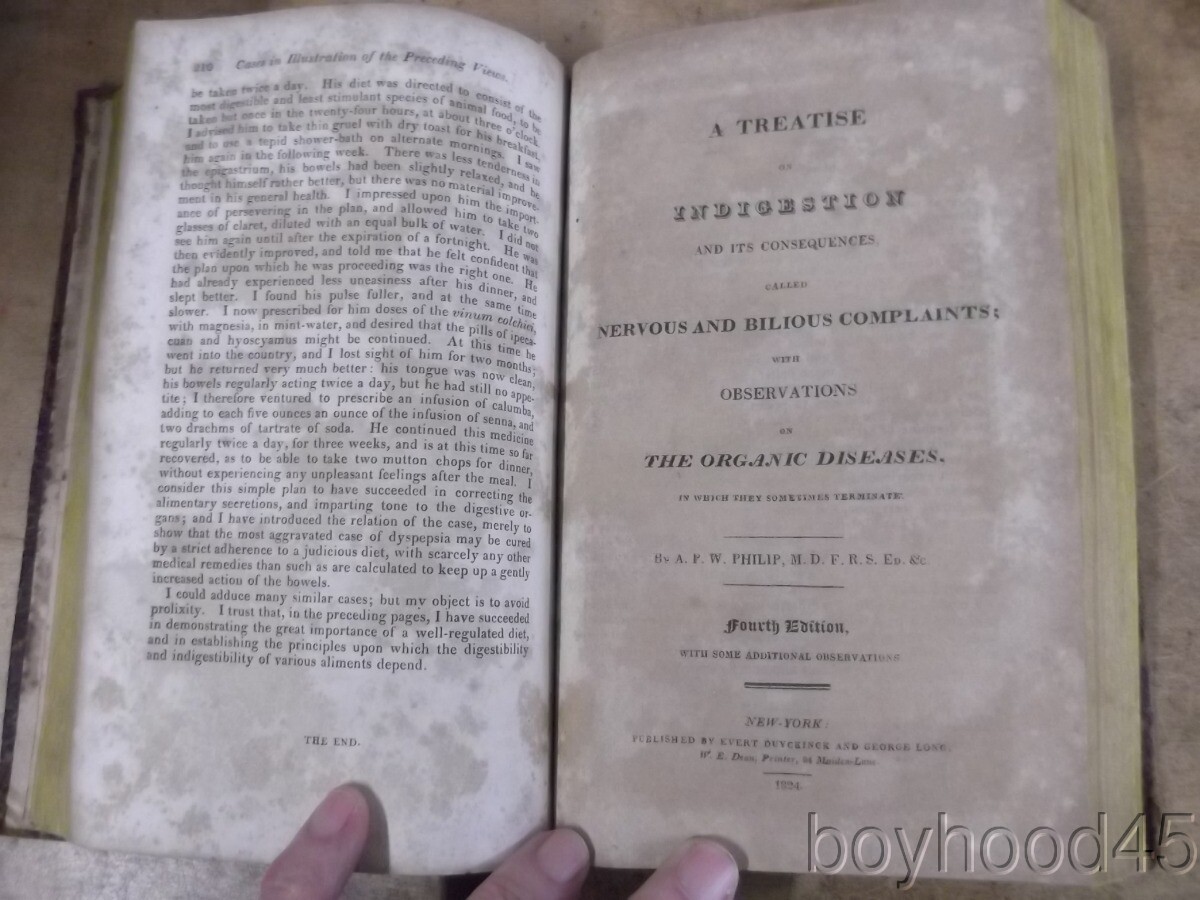 210 Cases in Illustration of the Preceding Views.
be taken twice a day. His diet was directed to consist of the
most digestible and least stimulant species of animal food, to be
taken but once in the twenty-four hours, at about three o'clock.
I advised him to take thin gruel with dry toast for his breakfast,
and to use a tepid shower-bath on alternate mornings. I saw
him again in the following week. There was less tenderness in
the epigastrium, his bowels had been slightly relaxed, and he
thought himself rather better, but there was no material improve-
ment in his general health. I impressed upon him the import-
ance of persevering in the plan, and allowed him to take two
glasses of claret, diluted with an equal bulk of water. I did not
see him again until after the expiration of a fortnight. He was
then evidently improved, and told me that he felt confident that
the plan upon which he was proceeding was the right one. He
had already experienced less uneasiness after his dinner, and
slept better. I found his pulse fuller, and at the same time
slower. I now prescribed for him doses of the vinum colchici,
with magnesia, in mint-water, and desired that the pills of ipeca-
cuan and hyoscyamus might be continued. At this time he
went into the country, and I lost sight of him for two months;
but he returned very much better: his tongue was now clean,
his bowels regularly acting twice a day, but he had still no appe-
tite; I therefore ventured to prescribe an infusion of calumba,
adding to each five ounces an ounce of the infusion of senna, and
two drachms of tartrate of soda. He continued this medicine
regularly twice a day, for three weeks, and is at this time so far
recovered, as to be able to take two mutton chops for dinner,
without experiencing any unpleasant feelings after the meal. I
consider this simple plan to have succeeded in correcting the
alimentary secretions, and imparting tone to the digestive or-
gans; and I have introduced the relation of the case, merely to
show that the most aggravated case of dyspepsia may be cured
by a strict adherence to a judicious diet, with scarcely any other
medical remedies than such as are calculated to keep up a gently
increased action of the bowels.
I could adduce many similar cases; but my object is to avoid
prolixity. I trust that, in the preceding pages, I have succeeded
in demonstrating the great importance of a well-regulated diet,
and in establishing the principles upon which the digestibility
and indigestibility of various aliments depend.
THE END.
A TREATISE
ON
INDIGESTION
AND ITS CONSEQUENCES,
CALLED
NERVOUS AND BILIOUS COMPLAINTS;
WITH
OBSERVATIONS
ON
THE ORGANIC DISEASES,
IN WHICH THEY SOMETIMES TERMINATE.
By A. P. W. PHILIP, M. D. F. R. S. ED. &c.
Fourth Edition,
WITH SOME ADDITIONAL OBSERVATIONS
NEW-YORK:
PUBLISHED BY EVERT DUYCKINCK AND GEORGE LONG.
W. E. Dean, Printer, 94 Maiden-Lane
1824.
boyhood45